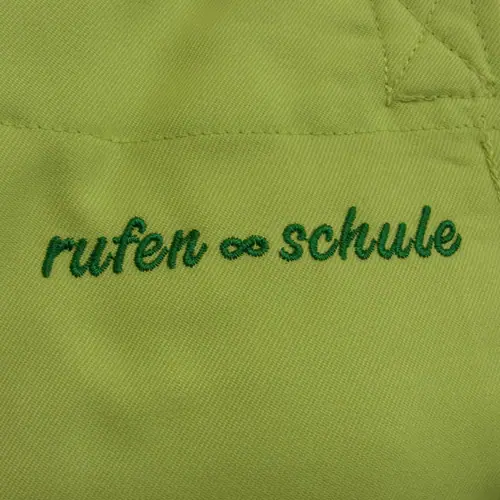 rufen ∞ schule